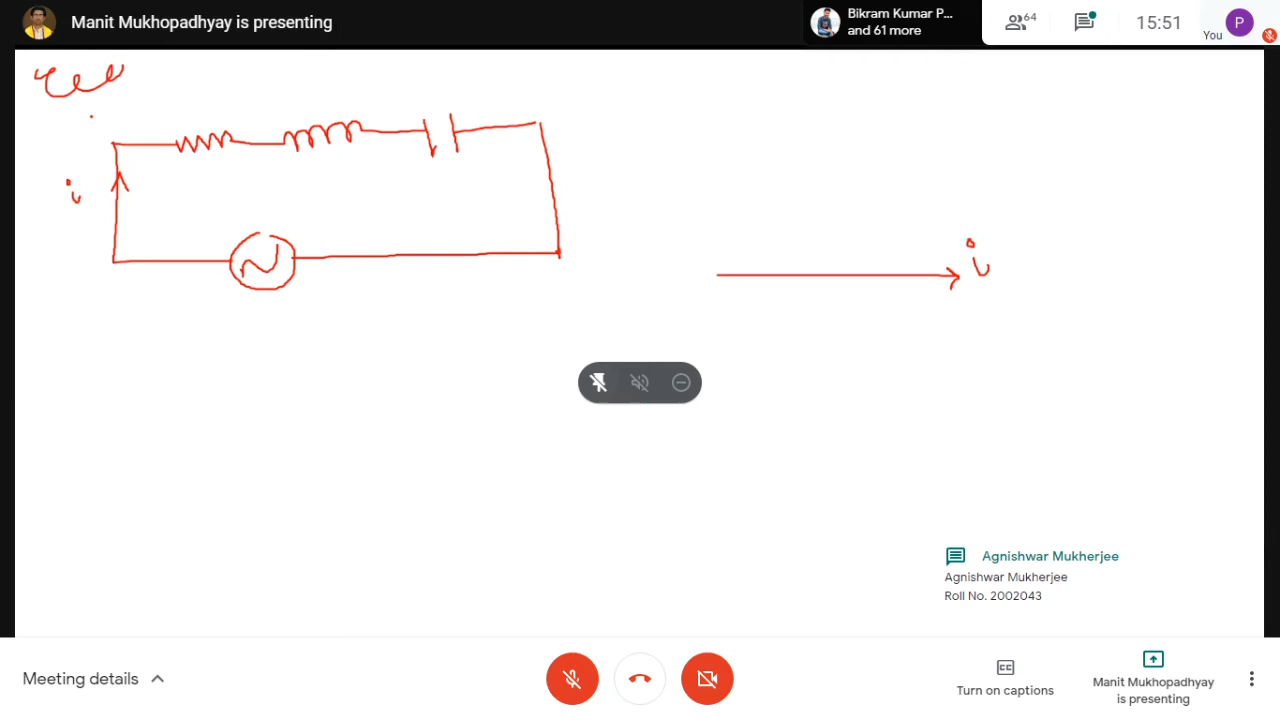 Manit Mukhopadhyay is presenting
Bikram Kumar P...
and 61 more
64
15:51
You
P
i
i
Agnishwar Mukherjee
Agnishwar Mukherjee
Roll No. 2002043
Meeting details
CC
Turn on captions
Manit Mukhopadhyay
is presenting